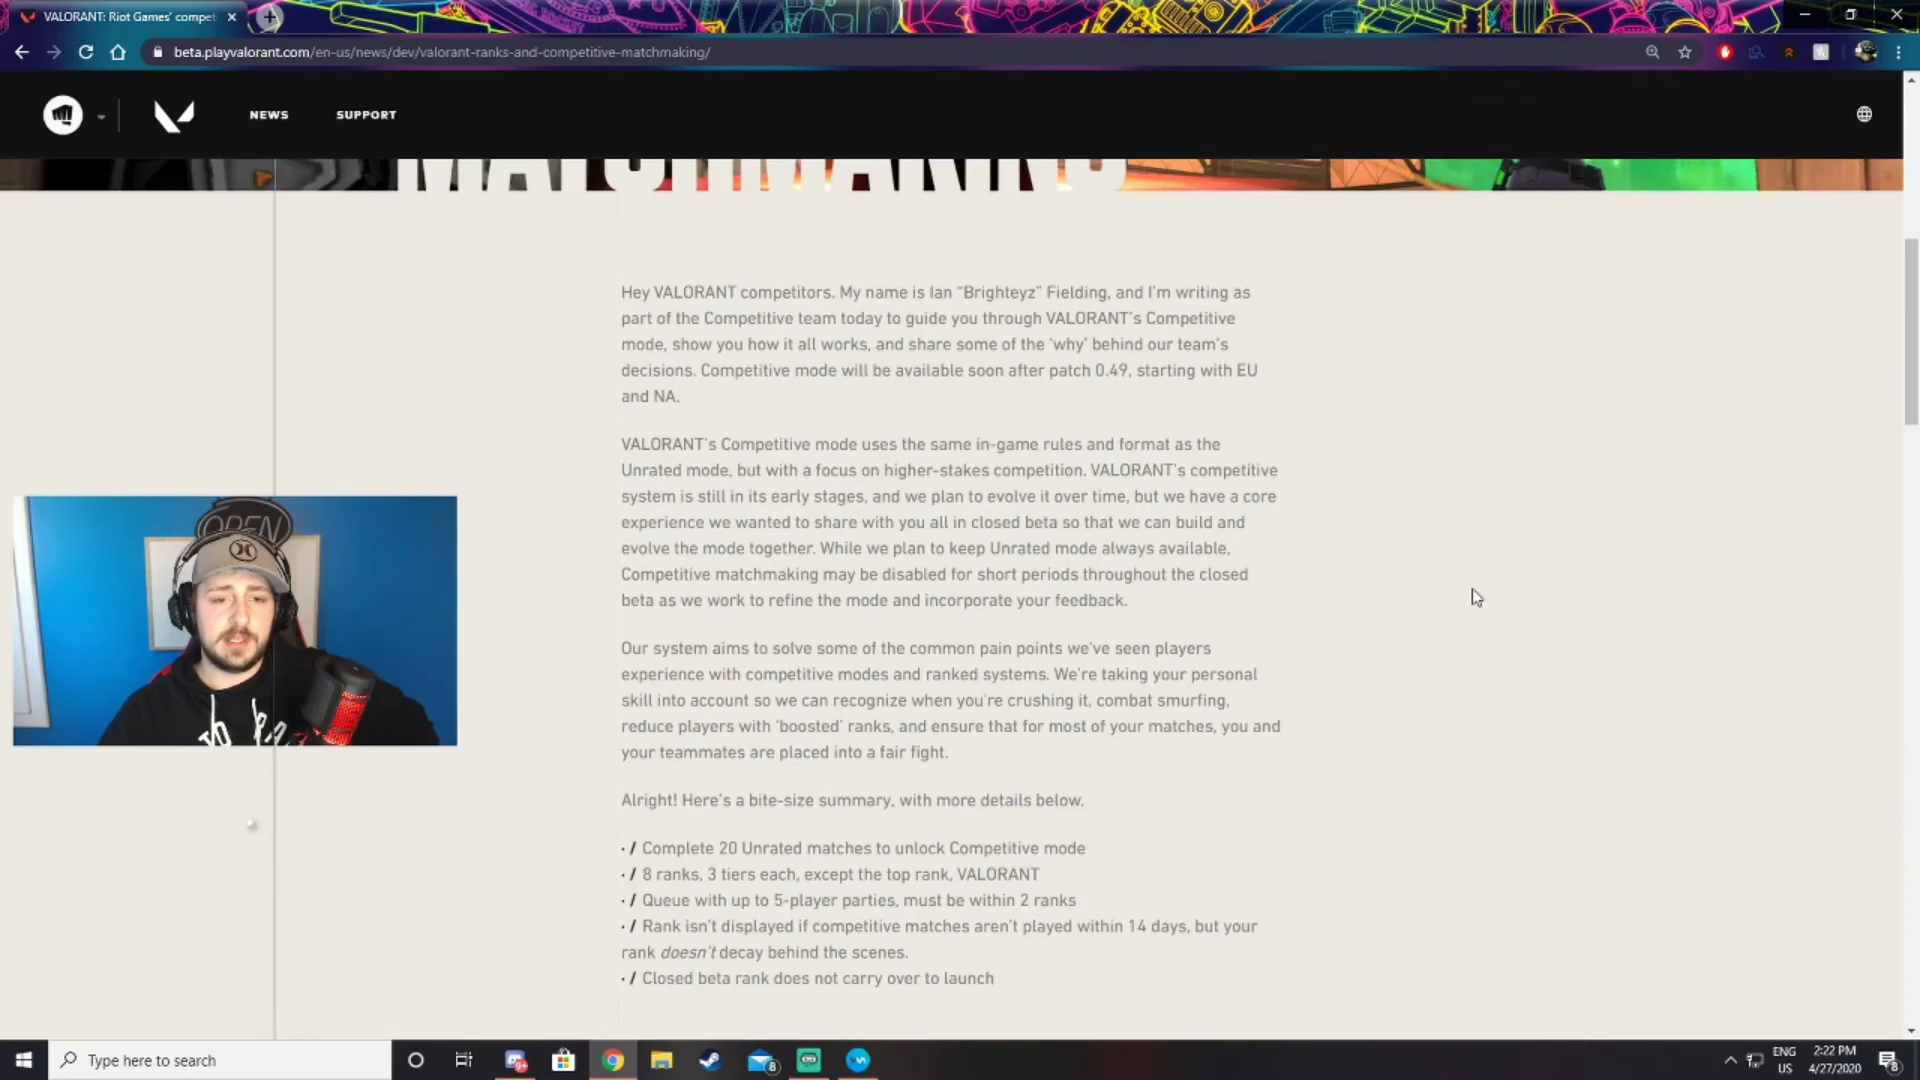 VALORANT: Riot Games' compet
beta.playvalorant.com/en-us/news/dev/valorant-ranks-and-competitive-matchmaking/
NEWS
SUPPORT
Hey VALORANT competitors. My name is Ian “Brighteyz” Fielding, and I’m writing as
part of the Competitive team today to guide you through VALORANT’s Competitive
mode, show you how it all works, and share some of the ‘why’ behind our team’s
decisions. Competitive mode will be available soon after patch 0.49, starting with EU
and NA.
VALORANT’s Competitive mode uses the same in-game rules and format as the
Unrated mode, but with a focus on higher-stakes competition. VALORANT’s competitive
system is still in its early stages, and we plan to evolve it over time, but we have a core
experience we wanted to share with you all in closed beta so that we can build and
evolve the mode together. While we plan to keep Unrated mode always available,
Competitive matchmaking may be disabled for short periods throughout the closed
beta as we work to refine the mode and incorporate your feedback.
Our system aims to solve some of the common pain points we’ve seen players
experience with competitive modes and ranked systems. We’re taking your personal
skill into account so we can recognize when you’re crushing it, combat smurfing,
reduce players with ‘boosted’ ranks, and ensure that for most of your matches, you and
your teammates are placed into a fair fight.
Alright! Here’s a bite-size summary, with more details below.
· / Complete 20 Unrated matches to unlock Competitive mode
· / 8 ranks, 3 tiers each, except the top rank, VALORANT
· / Queue with up to 5-player parties, must be within 2 ranks
· / Rank isn’t displayed if competitive matches aren’t played within 14 days, but your
rank doesn’t decay behind the scenes.
· / Closed beta rank does not carry over to launch
OPEN
Type here to search
8
ENG
US
2:22 PM
4/27/2020
8